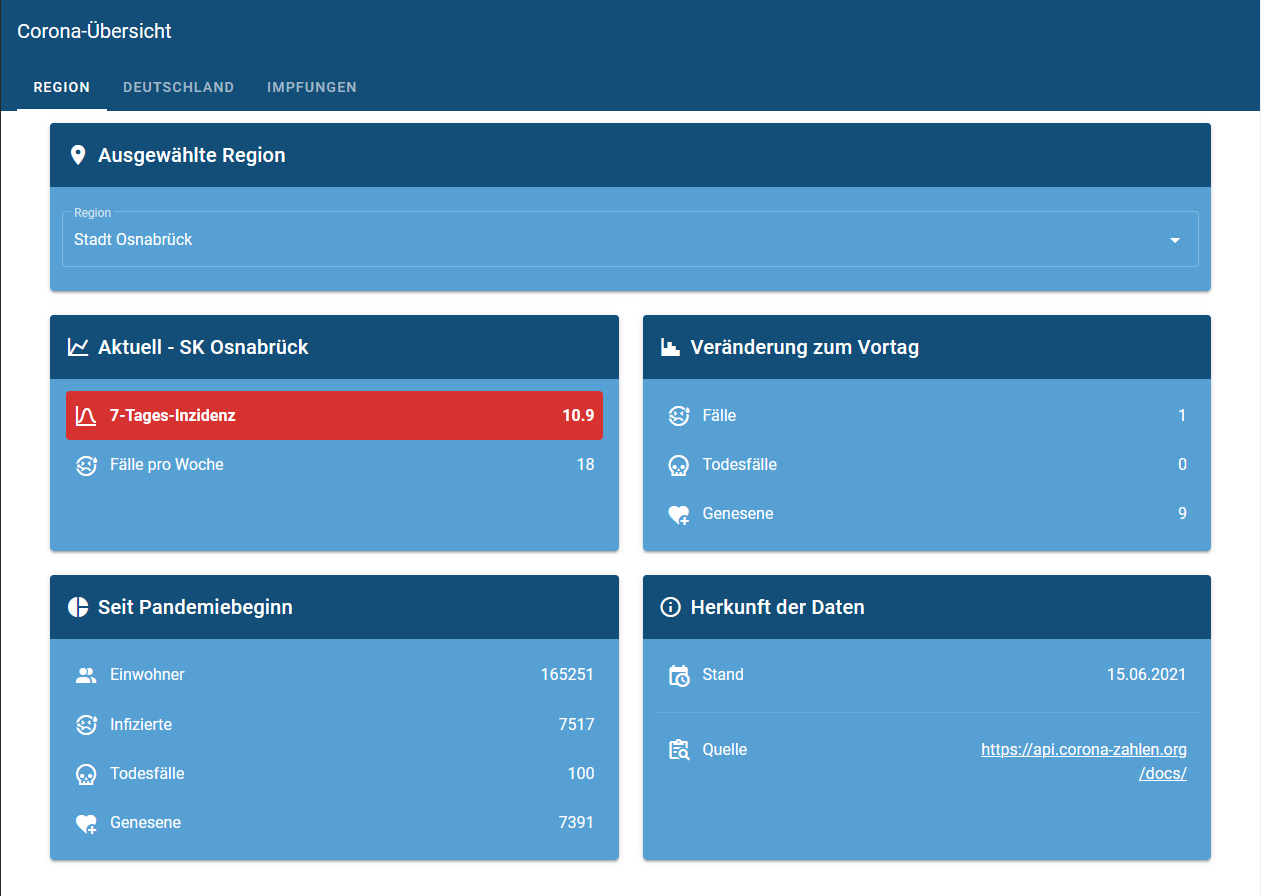 Corona-Übersicht
REGION DEUTSCHLAND IMPFUNGEN
Ausgewählte Region
Region
Stadt Osnabrück
Aktuell - SK Osnabrück
7-Tages-Inzidenz 10.9
Fälle pro Woche 18
Veränderung zum Vortag
Fälle 1
Todesfälle 0
Genesene 9
Seit Pandemiebeginn
Einwohner 165251
Infizierte 7517
Todesfälle 100
Genesene 7391
Herkunft der Daten
Stand 15.06.2021
Quelle https://api.corona-zahlen.org
/docs/